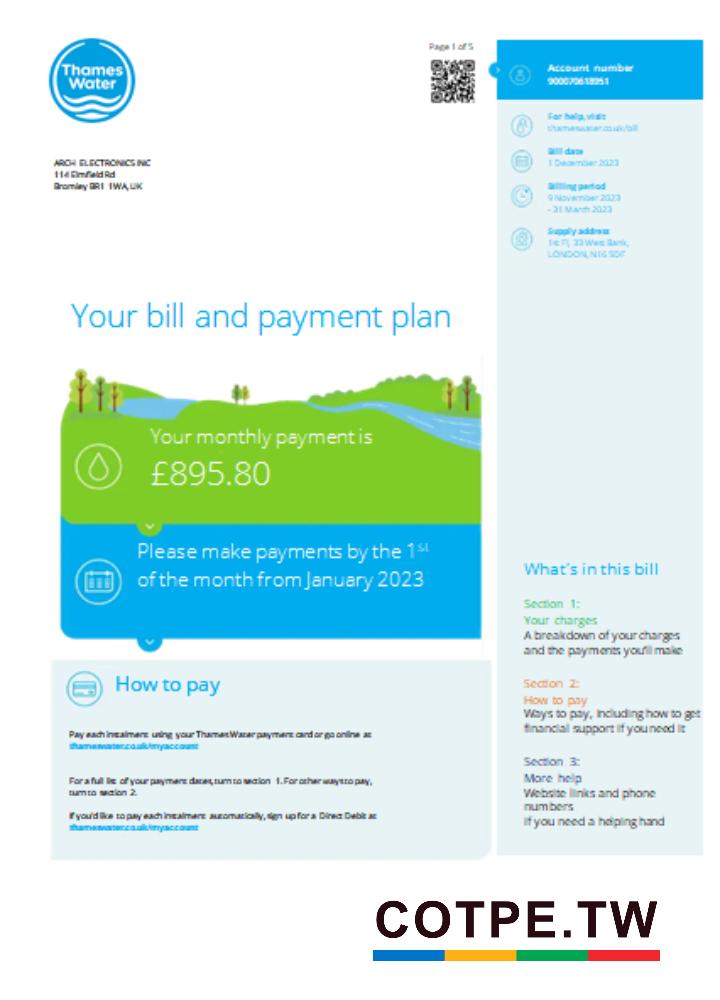 Thames
Water
Page 1 of 5
ARCH ELECTRONICS INC
114 Elmfield Rd
Bromley BR1 1WA, UK
Account number
900070618951
For help, visit
thameswater.co.uk/bill
Bill date
1 December 2023
Billing period
9 November 2023
- 31 March 2023
Supply address
1st Fl, 33 West Bank,
LONDON, N16 5DF
Your bill and payment plan
Your monthly payment is
£895.80
Please make payments by the 1st
of the month from January 2023
How to pay
Pay each instalment using your Thames Water payment card or go online at
thameswater.co.uk/myaccount
For a full list of your payment dates, turn to section 1. For other ways to pay,
turn to section 2.
If you'd like to pay each instalment automatically, sign up for a Direct Debit at
thameswater.co.uk/myaccount
What's in this bill
Section 1:
Your charges
A breakdown of your charges
and the payments you'll make
Section 2:
How to pay
Ways to pay, including how to get
financial support if you need it
Section 3:
More help
Website links and phone
numbers
if you need a helping hand
COTPE.TW